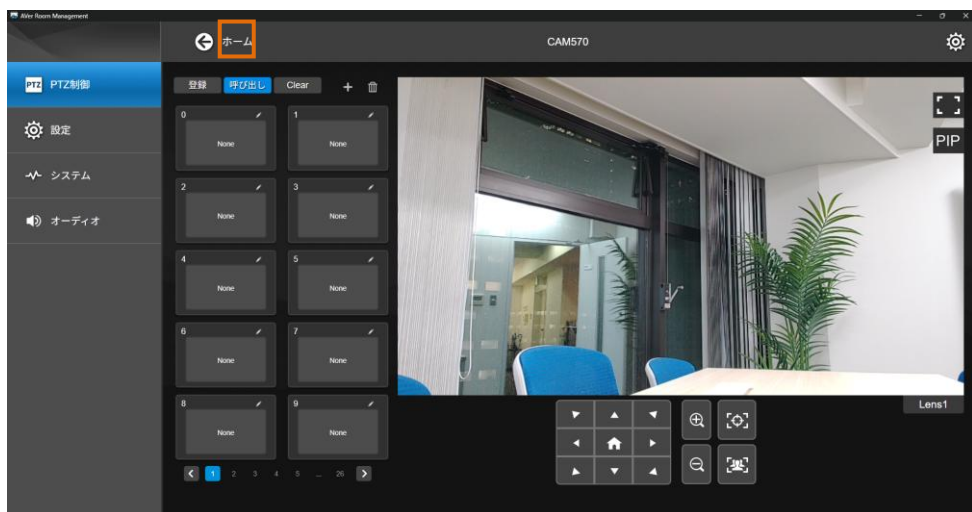 AVer Room Management
ホーム
CAM570
PTZ PTZ制御
設定
システム
オーディオ
登録 呼び出し Clear
0
None
1
None
2
None
3
None
4
None
5
None
6
None
7
None
8
None
9
None
1 2 3 4 5 ... 26
PIP
Lens1